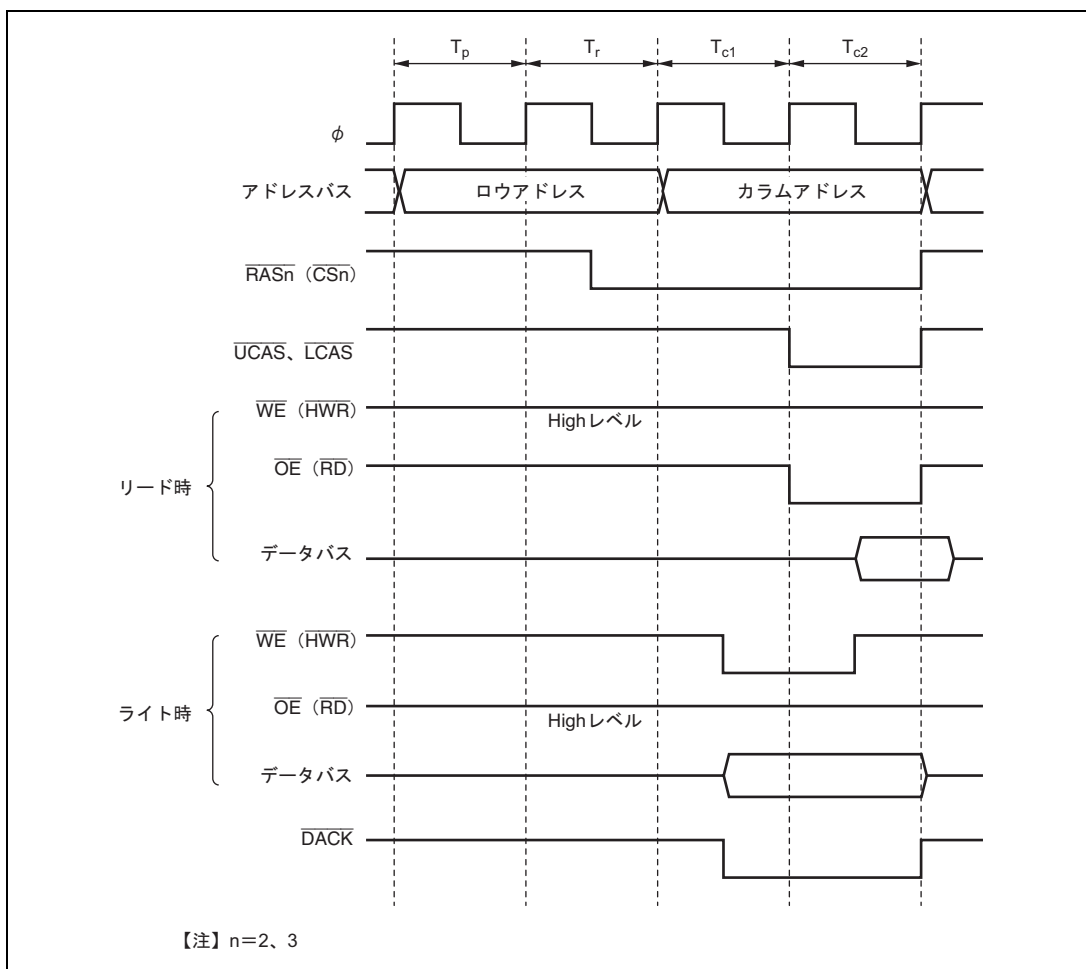 Tp Tr Tc1 Tc2
φ
アドレスバス ロウアドレス カラムアドレス
RASn（CSn）
UCAS、LCAS
WE（HWR）
Highレベル
OE（RD）
リード時
データバス
WE（HWR）
ライト時
OE（RD）
Highレベル
データバス
DACK
【注】n＝2、3